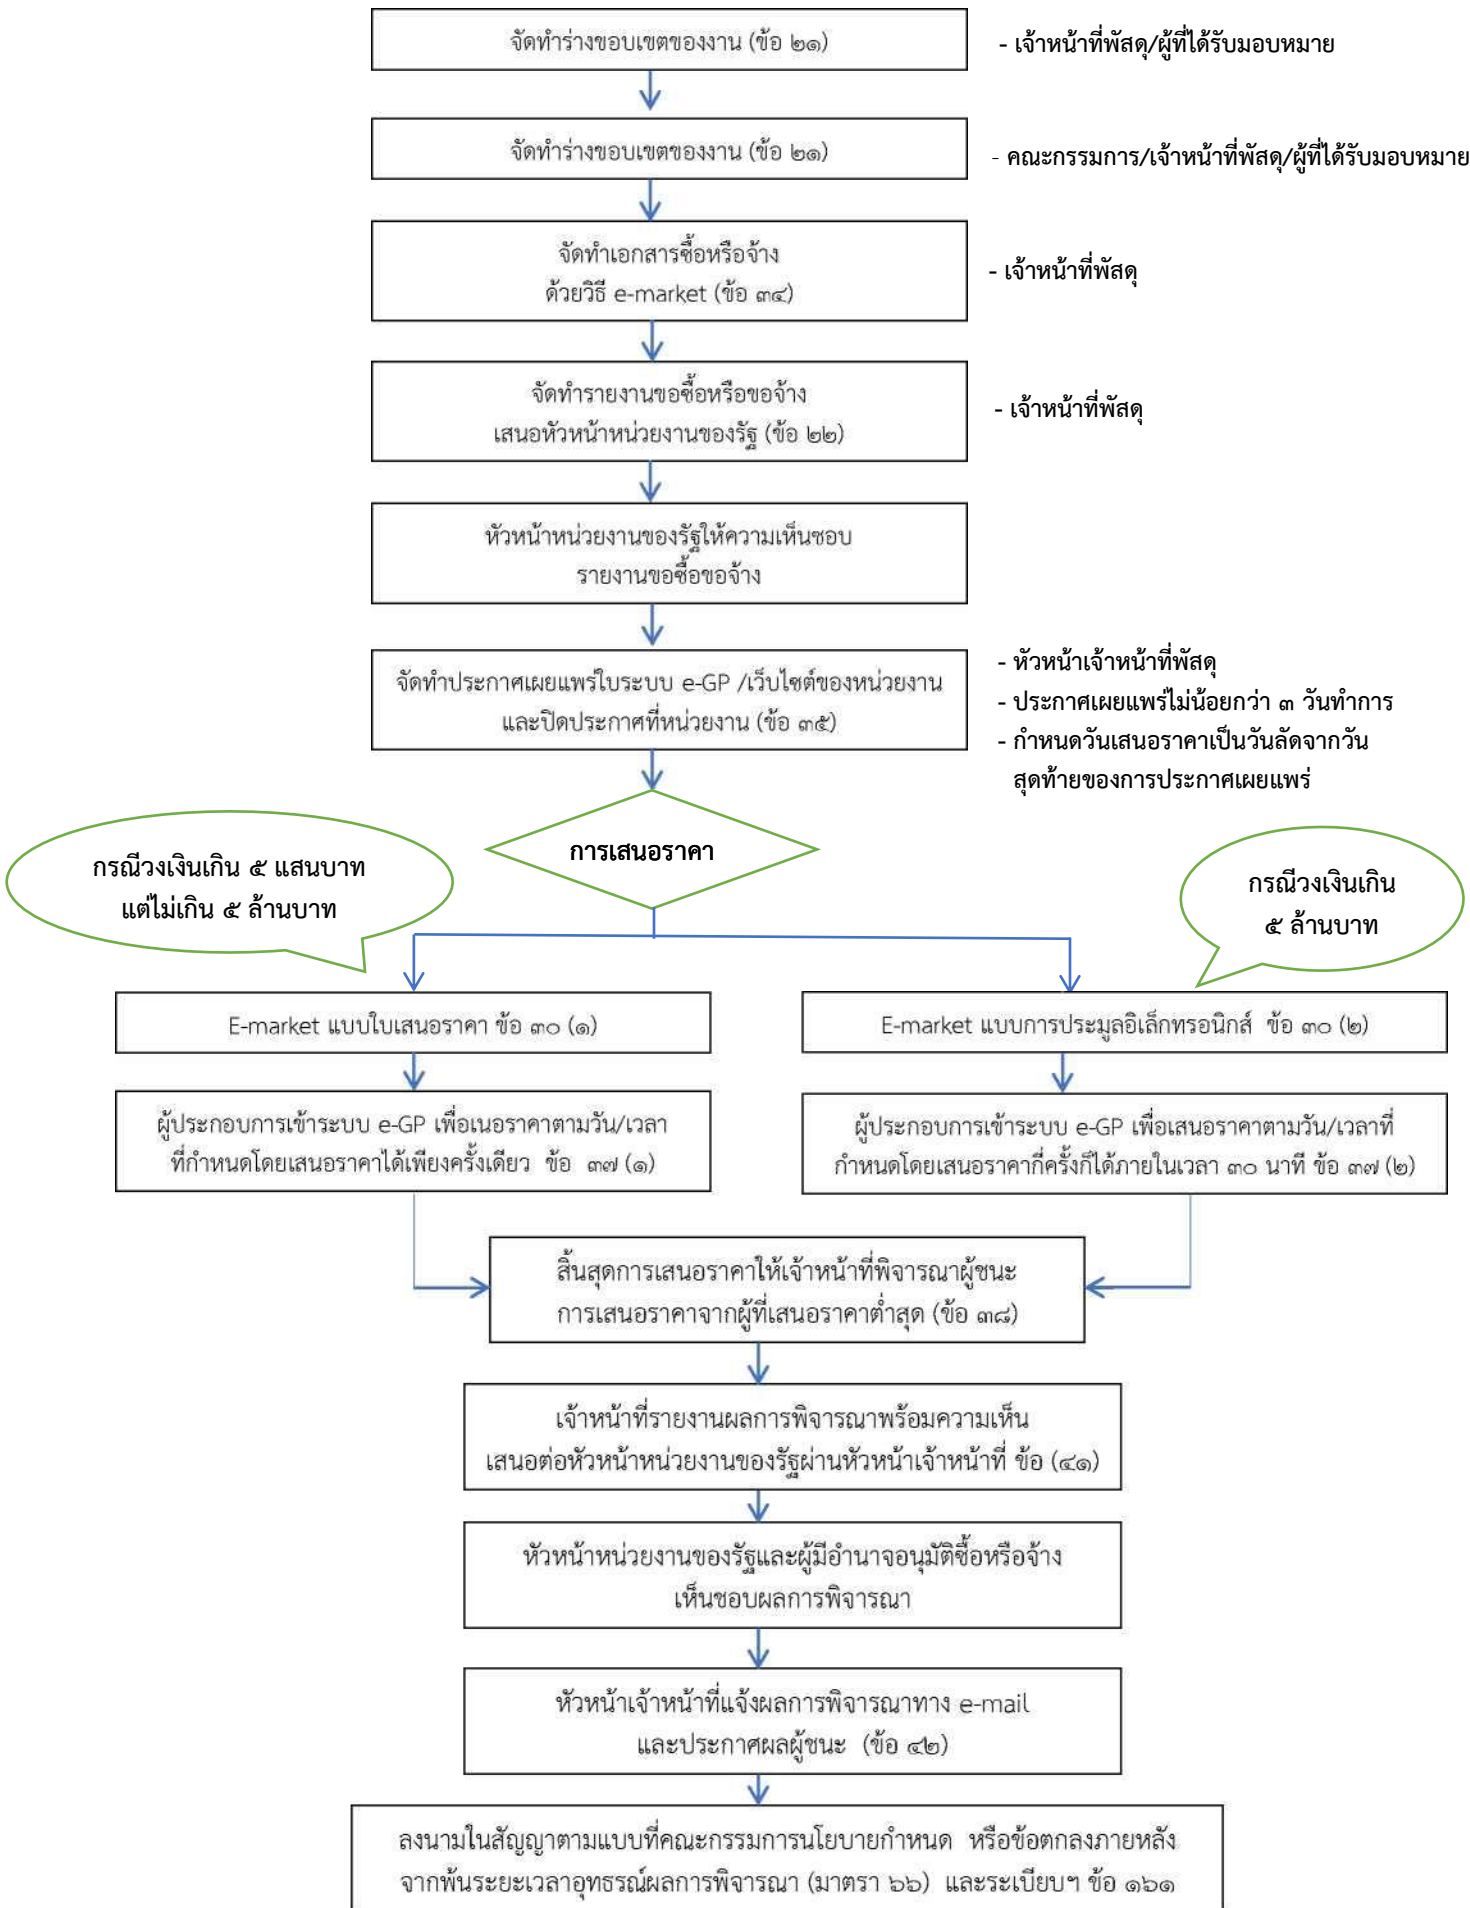 จัดทำร่างขอบเขตของงาน (ข้อ ๒๑)
- เจ้าหน้าที่พัสดุ/ผู้ที่ได้รับมอบหมาย
จัดทำร่างขอบเขตของงาน (ข้อ ๒๑)
- คณะกรรมการ/เจ้าหน้าที่พัสดุ/ผู้ที่ได้รับมอบหมาย
จัดทำเอกสารซื้อหรือจ้าง
ด้วยวิธี e-market (ข้อ ๓๔)
- เจ้าหน้าที่พัสดุ
จัดทำรายงานขอซื้อหรือขอจ้าง
เสนอหัวหน้าหน่วยงานของรัฐ (ข้อ ๒๒)
- เจ้าหน้าที่พัสดุ
หัวหน้าหน่วยงานของรัฐให้ความเห็นชอบ
รายงานขอซื้อขอจ้าง
จัดทำประกาศเผยแพร่ใบระบบ e-GP /เว็บไซต์ของหน่วยงาน
และปิดประกาศที่หน่วยงาน (ข้อ ๓๕)
- หัวหน้าเจ้าหน้าที่พัสดุ
- ประกาศเผยแพร่ไม่น้อยกว่า ๓ วันทำการ
- กำหนดวันเสนอราคาเป็นวันลัดจากวัน
สุดท้ายของการประกาศเผยแพร่
การเสนอราคา
กรณีวงเงินเกิน ๕ แสนบาท
แต่ไม่เกิน ๕ ล้านบาท
กรณีวงเงินเกิน
๕ ล้านบาท
E-market แบบใบเสนอราคา ข้อ ๓๐ (๑)
E-market แบบการประมูลอิเล็กทรอนิกส์ ข้อ ๓๐ (๒)
ผู้ประกอบการเข้าระบบ e-GP เพื่อเนอราคาตามวัน/เวลา
ที่กำหนดโดยเสนอราคาได้เพียงครั้งเดียว ข้อ ๓๗ (๑)
ผู้ประกอบการเข้าระบบ e-GP เพื่อเสนอราคาตามวัน/เวลาที่
กำหนดโดยเสนอราคากี่ครั้งก็ได้ภายในเวลา ๓๐ นาที ข้อ ๓๗ (๒)
สิ้นสุดการเสนอราคาให้เจ้าหน้าที่พิจารณาผู้ชนะ
การเสนอราคาจากผู้ที่เสนอราคาต่ำสุด (ข้อ ๓๘)
เจ้าหน้าที่รายงานผลการพิจารณาพร้อมความเห็น
เสนอต่อหัวหน้าหน่วยงานของรัฐผ่านหัวหน้าเจ้าหน้าที่ ข้อ (๔๑)
หัวหน้าหน่วยงานของรัฐและผู้มีอำนาจอนุมัติซื้อหรือจ้าง
เห็นชอบผลการพิจารณา
หัวหน้าเจ้าหน้าที่แจ้งผลการพิจารณาทาง e-mail
และประกาศผลผู้ชนะ (ข้อ ๔๒)
ลงนามในสัญญาตามแบบที่คณะกรรมการนโยบายกำหนด หรือข้อตกลงภายหลัง
จากพ้นระยะเวลาอุทธรณ์ผลการพิจารณา (มาตรา ๖๖) และระเบียบฯ ข้อ ๑๖๑